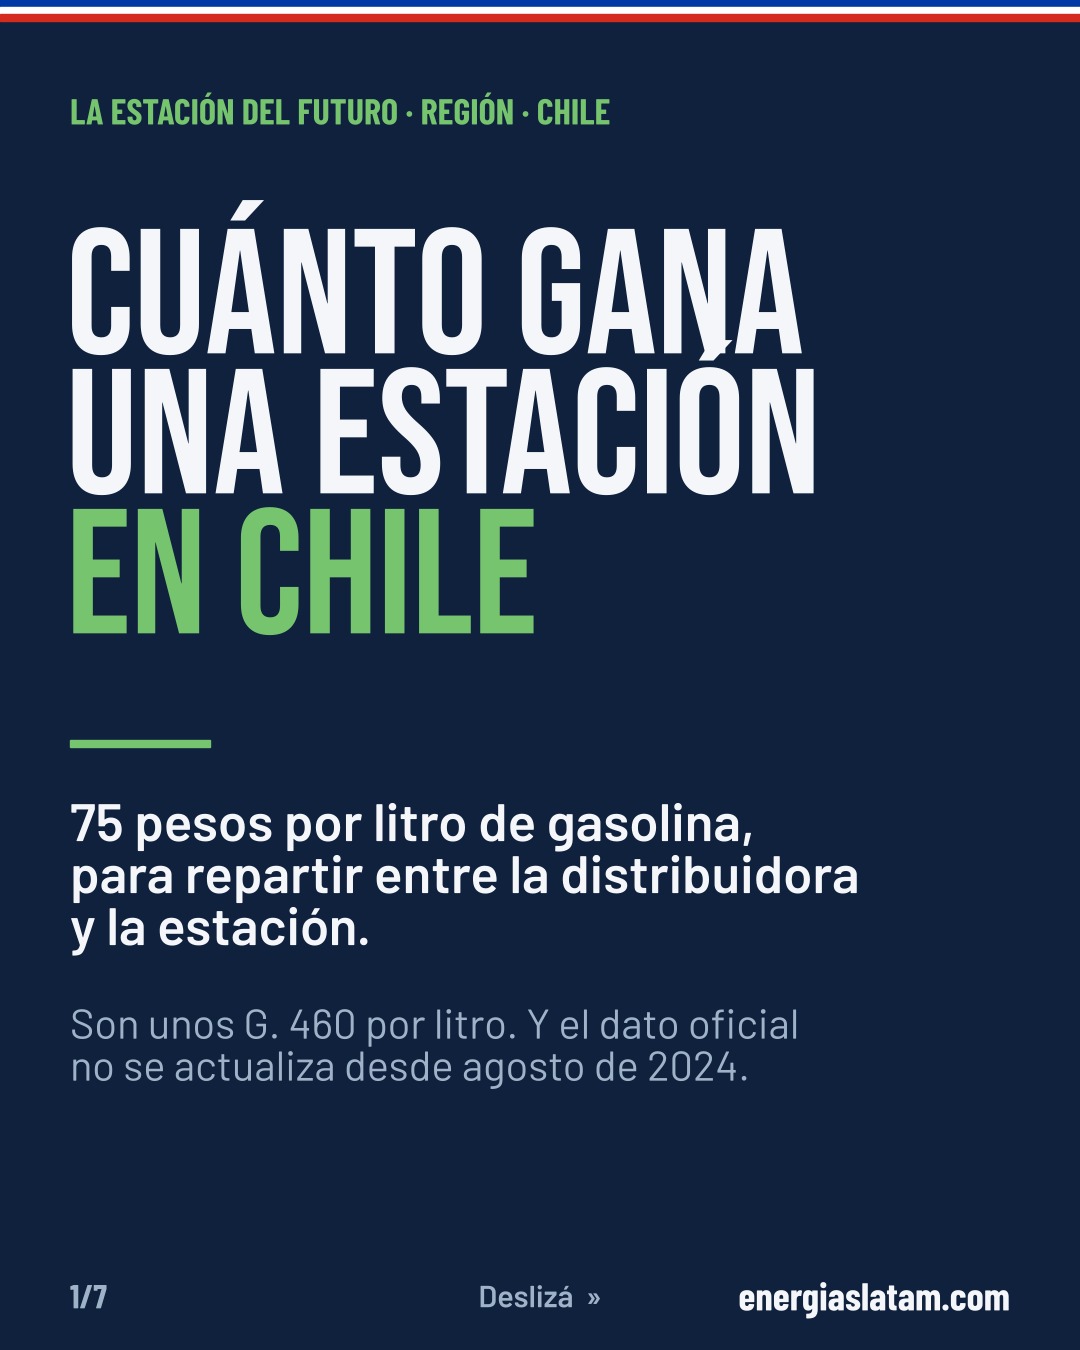 LA ESTACIÓN DEL FUTURO · REGIÓN · CHILE
CUÁNTO GANA
UNA ESTACIÓN
EN CHILE
75 pesos por litro de gasolina,
para repartir entre la distribuidora
y la estación.
Son unos G. 460 por litro. Y el dato oficial
no se actualiza desde agosto de 2024.
1/7
Deslizá »
energiaslatam.com